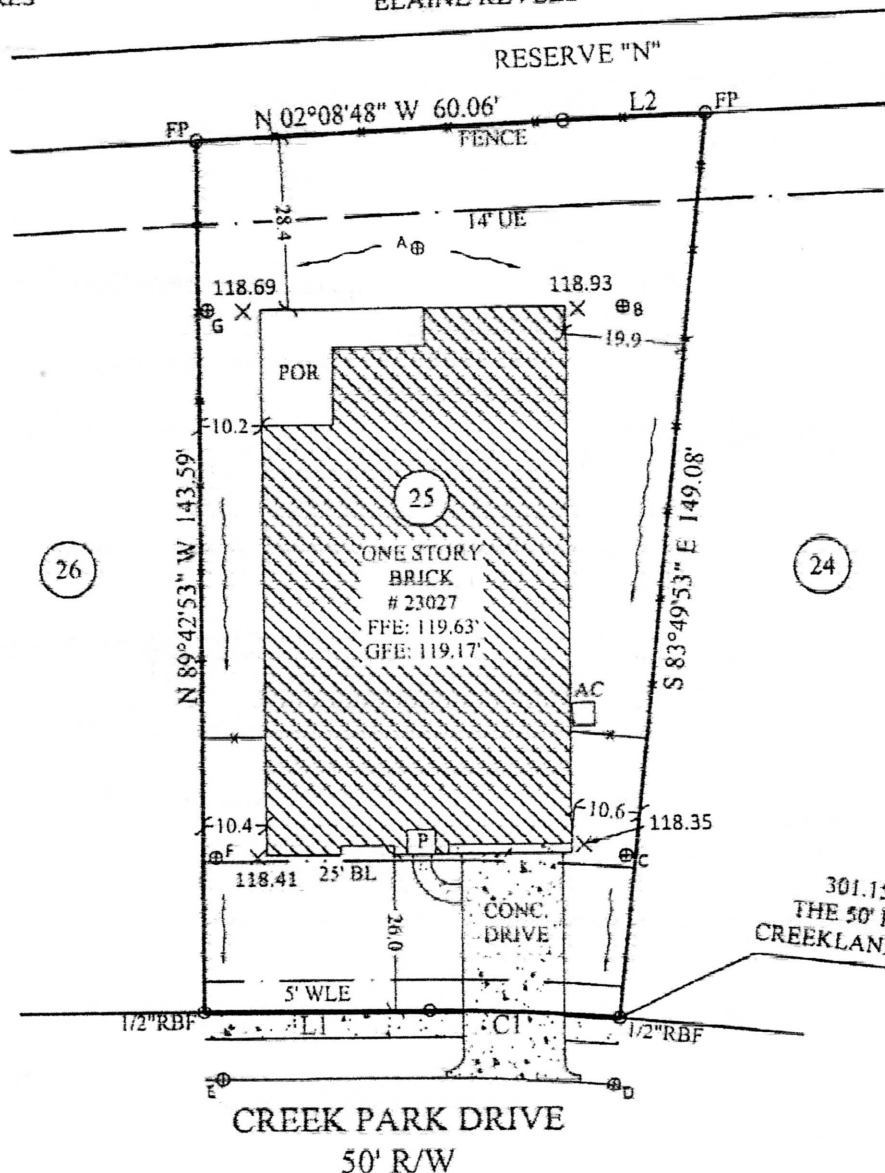 RESERVE "N"
N 02°08'48" W 60.06'
L2
FP
FP
FENCE
28.4
14' UE
A
118.69
118.93
G
B
19.9
POR
10.2
25
N 89°42'53" W 143.59'
S 83°49'53" E 149.08'
26
24
ONE STORY
BRICK
# 23027
FFE: 119.63'
GFE: 119.17'
AC
10.4
10.6
118.35
P
F
C
118.41
25' BL
26.0
CONC.
DRIVE
THE 50'
5' WLE
1/2"RBF
L1
C1
1/2"RBF
E
D
CREEK PARK DRIVE
50' R/W